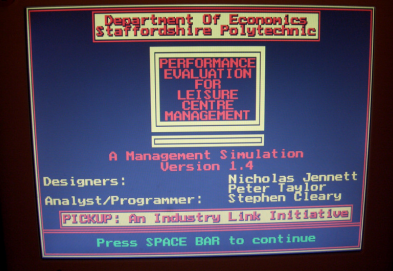 Department Of Economics
Staffordshire Polytechnic
PERFORMANCE
EVALUATION
FOR
LEISURE
CENTRE
MANAGEMENT
A Management Simulation
Version 1.4
Designers: Nicholas Jennett
Peter Taylor
Analyst/Programmer: Stephen Cleary
PICKUP: An Industry Link Initiative
Press SPACE BAR to continue